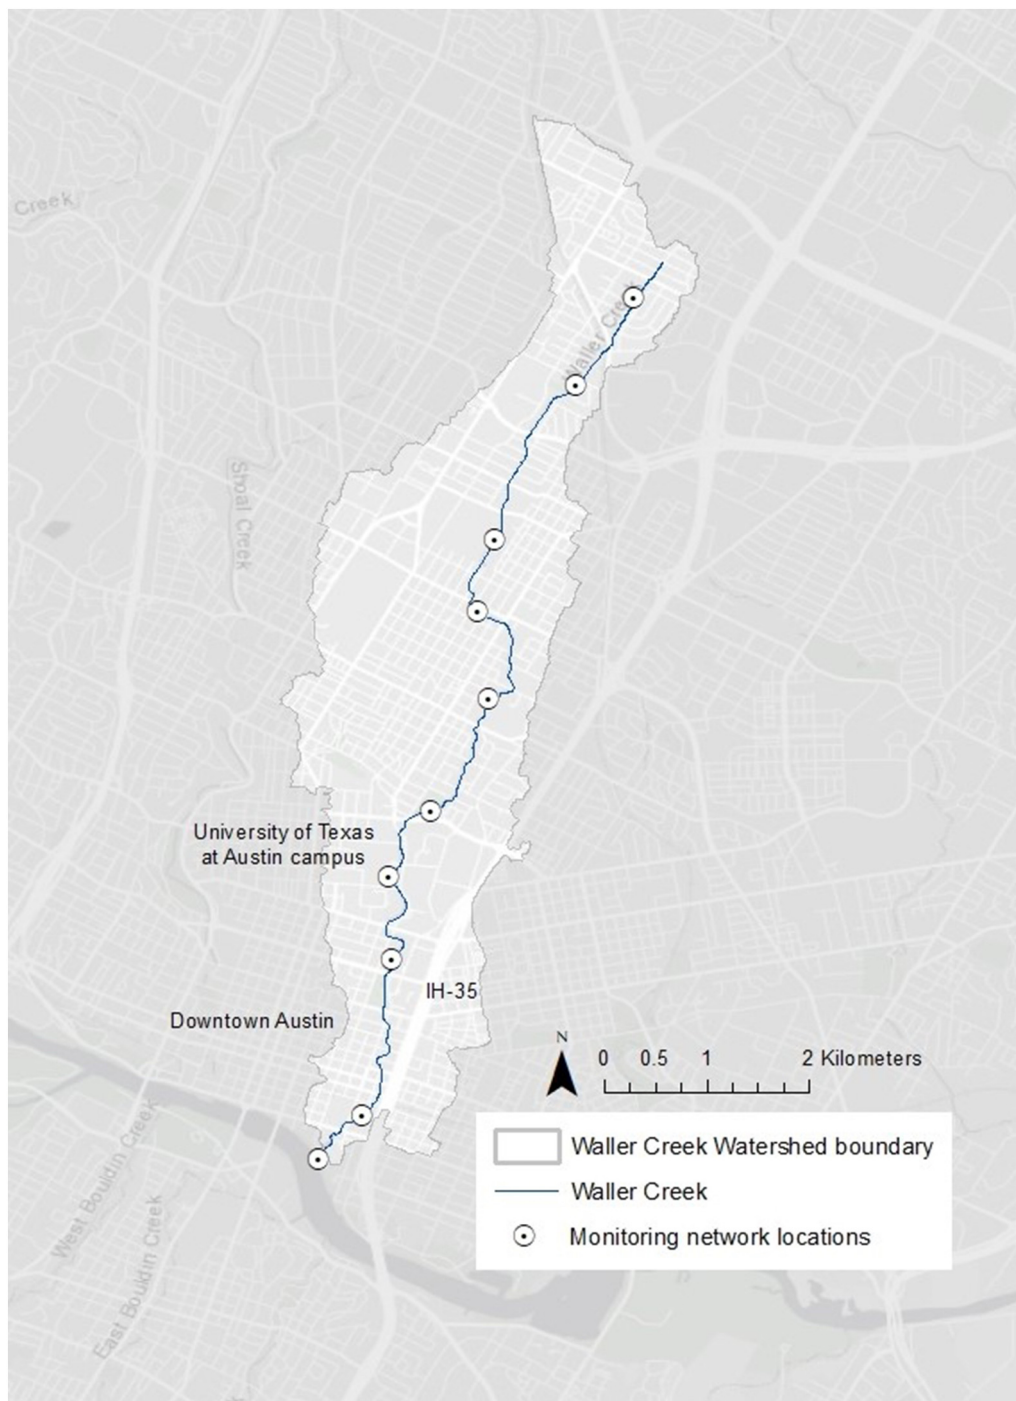 Creek
Waller Creek
Shoal Creek
University of Texas
at Austin campus
IH-35
Downtown Austin
N
0 0.5 1 2 Kilometers
West Bouldin Creek
East Bouldin Creek
Waller Creek Watershed boundary
Waller Creek
Monitoring network locations